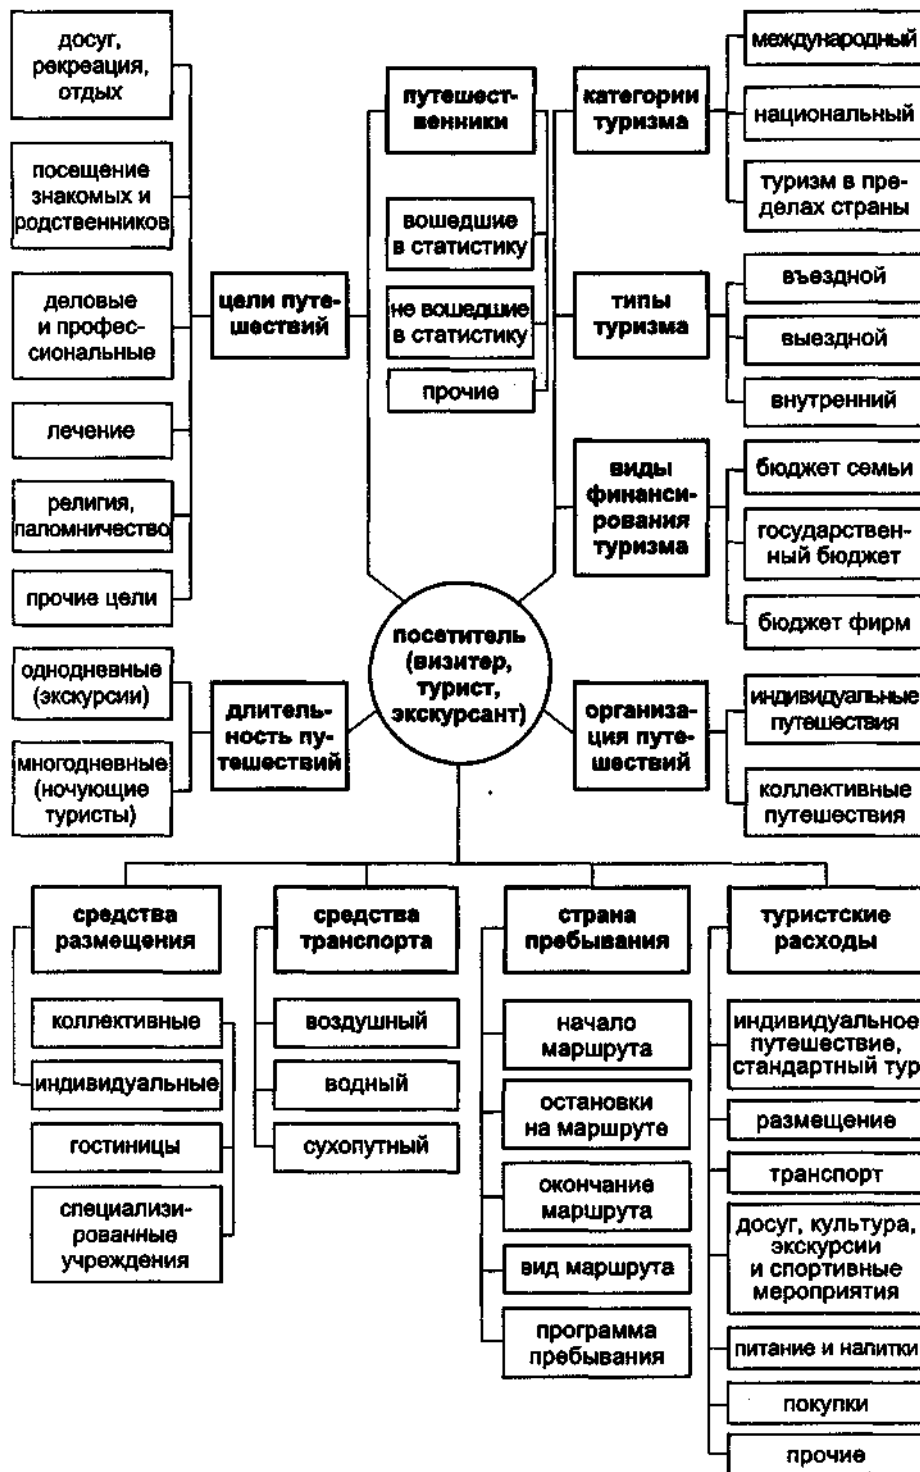 досуг,
рекреация,
отдых
посещение
знакомых и
родственников
деловые
и профес-
сиональные
лечение
религия,
паломничество
прочие цели
цели путе-
шествий
путешест-
венники
вошедшие
в статистику
не вошедшие
в статистику
прочие
категории
туризма
международный
национальный
туризм в пре-
делах страны
типы
туризма
въездной
выездной
внутренний
виды
финанси-
рования
туризма
бюджет семьи
государствен-
ный бюджет
бюджет фирм
посетитель
(визитер,
турист,
экскурсант)
однодневные
(экскурсии)
многодневные
(ночующие
туристы)
длитель-
ность пу-
тешествий
организа-
ция путе-
шествий
индивидуальные
путешествия
коллективные
путешествия
средства
размещения
коллективные
индивидуальные
гостиницы
специализи-
рованные
учреждения
средства
транспорта
воздушный
водный
сухопутный
страна
пребывания
начало
маршрута
остановки
на маршруте
окончание
маршрута
вид маршрута
программа
пребывания
туристские
расходы
индивидуальное
путешествие,
стандартный тур
размещение
транспорт
досуг, культура,
экскурсии
и спортивные
мероприятия
питание и напитки
покупки
прочие